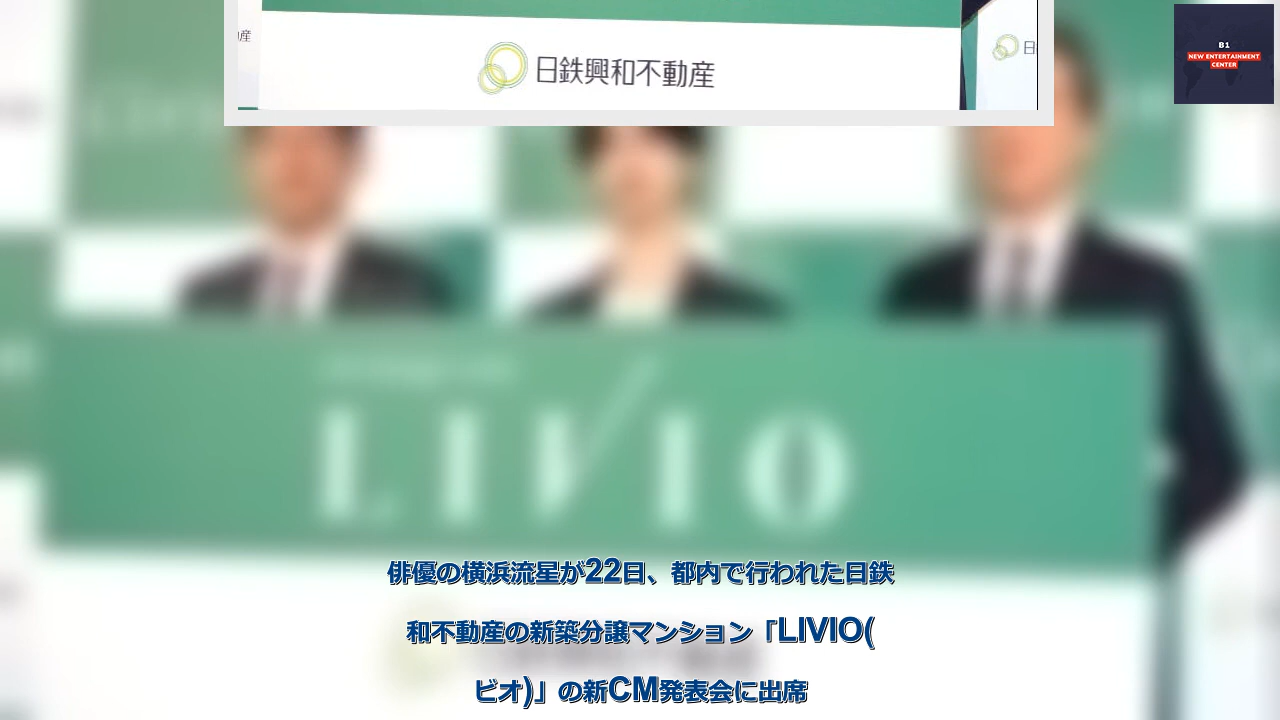 産
日鉄興和不動産
日
B1
NEW ENTERTAINMENT
CENTER
LIVIO
俳優の横浜流星が22日、都内で行われた日鉄
和不動産の新築分譲マンション「LIVIO(
ビオ)」の新CM発表会に出席